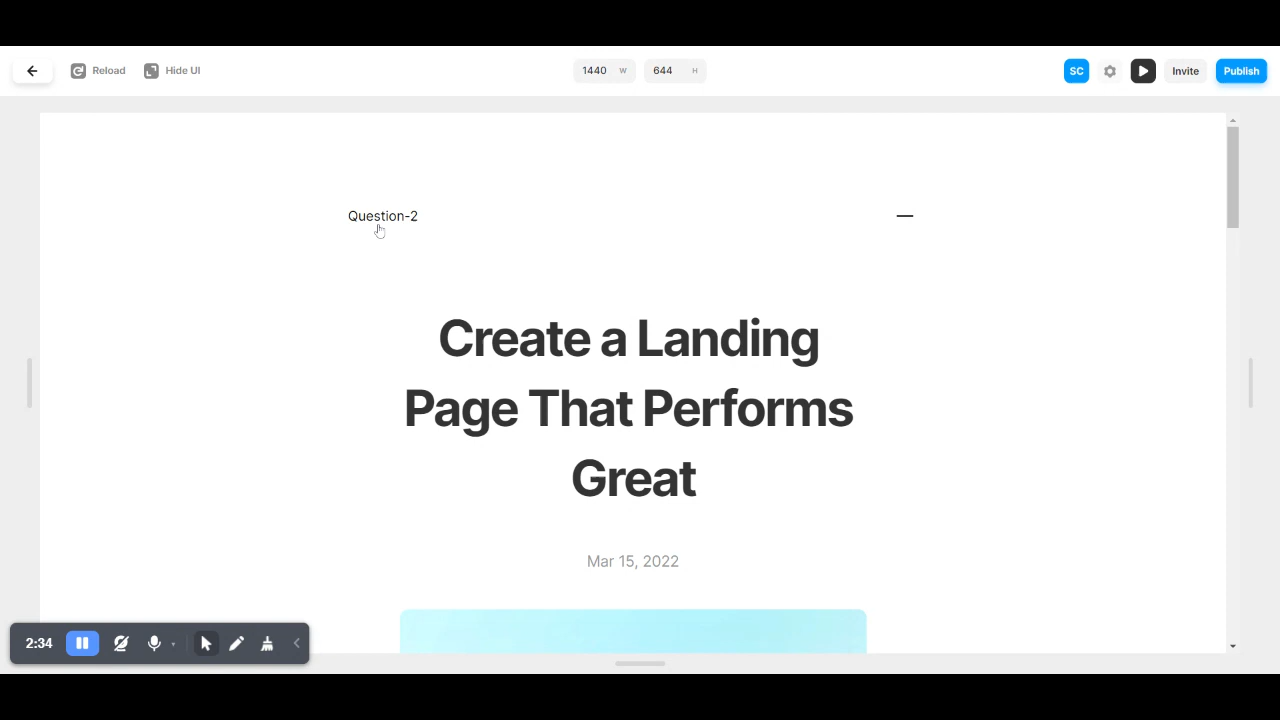 Reload
Hide UI
1440 W
644 H
SC
Invite
Publish
Question-2
Create a Landing
Page That Performs
Great
Mar 15, 2022
2:34